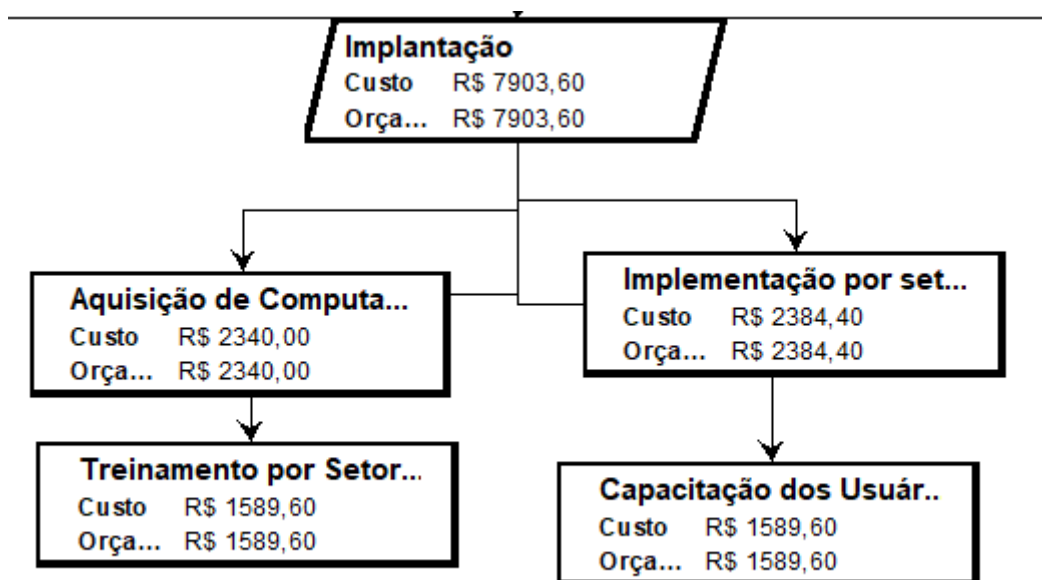 Implantação
Custo R$ 7903,60
Orça... R$ 7903,60
Aquisição de Computa...
Custo R$ 2340,00
Orça... R$ 2340,00
Implementação por set...
Custo R$ 2384,40
Orça... R$ 2384,40
Treinamento por Setor...
Custo R$ 1589,60
Orça... R$ 1589,60
Capacitação dos Usuár..
Custo R$ 1589,60
Orça... R$ 1589,60